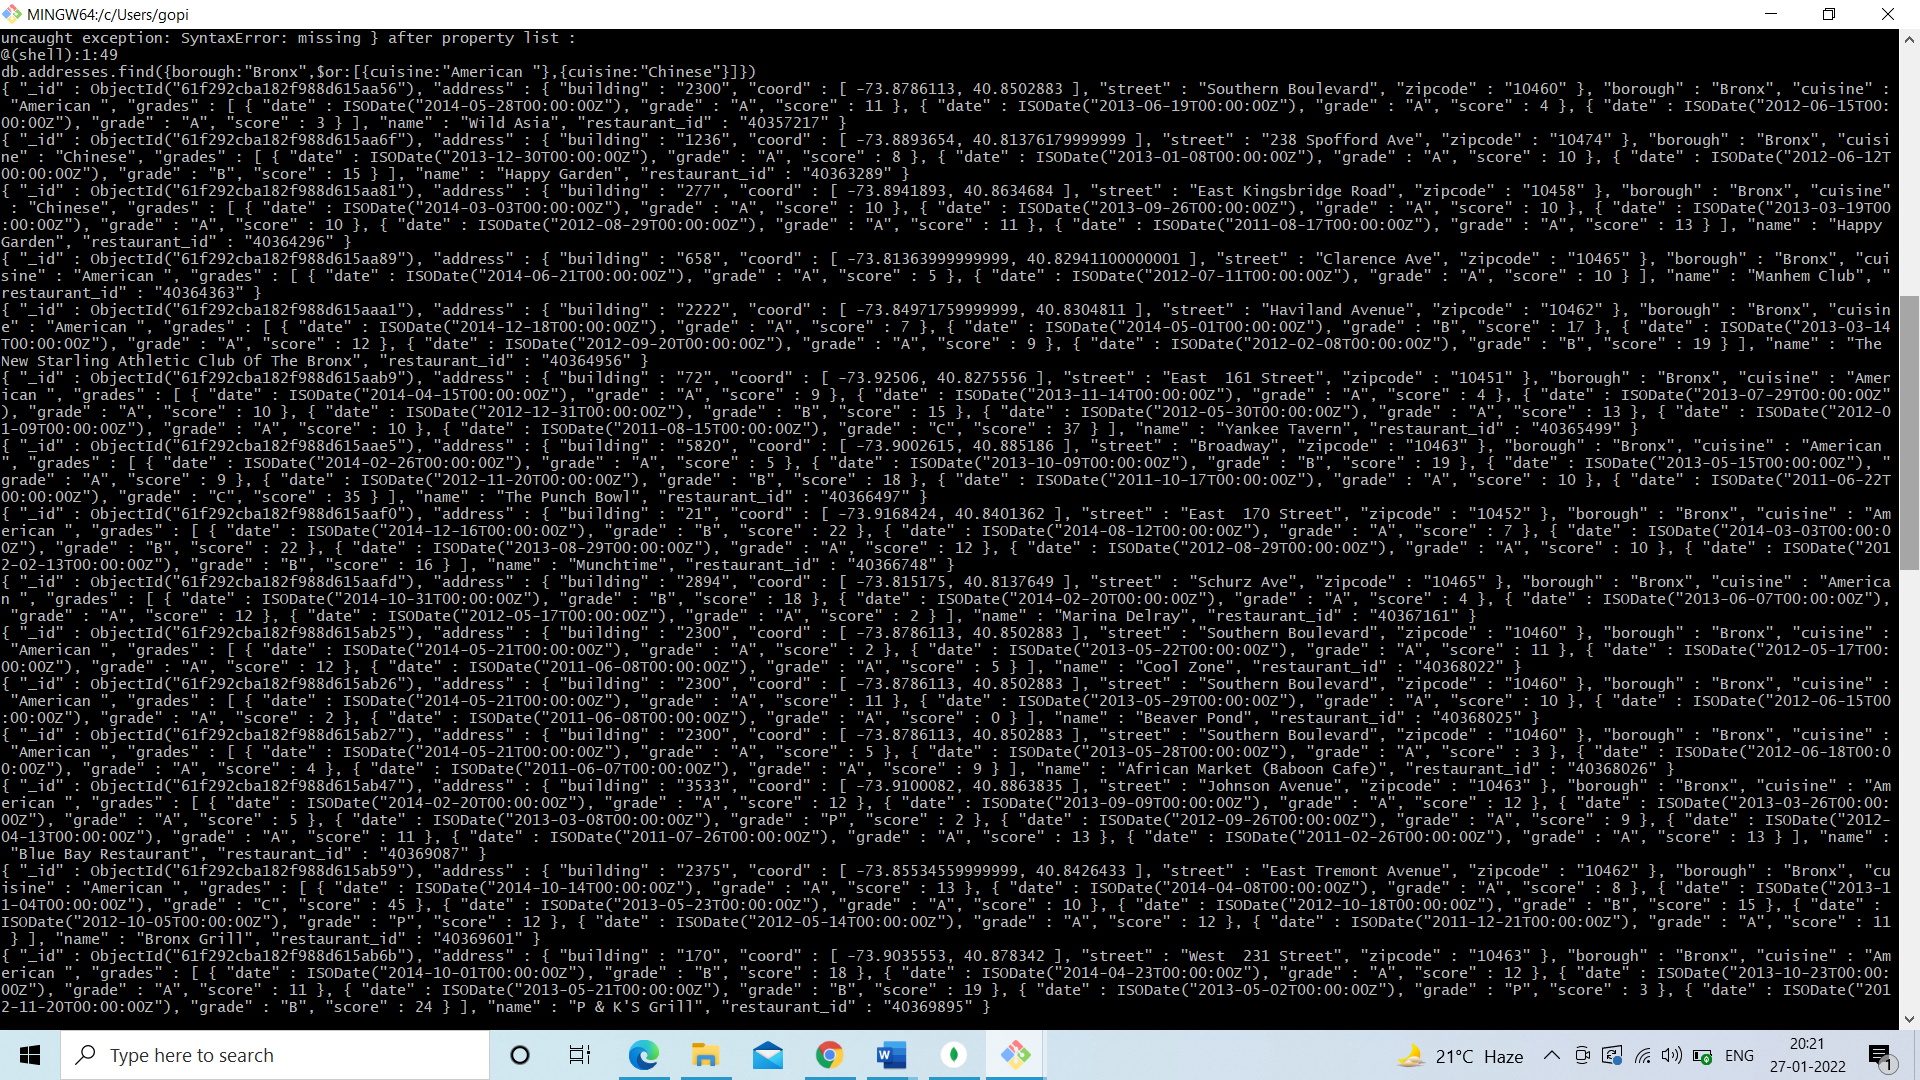 MINGW64:/c/Users/gopi
uncaught exception: SyntaxError: missing } after property list :
@(shell):1:49
db.addresses.find({borough:"Bronx",$or:[{cuisine:"American "},{cuisine:"Chinese"}]})
{ "_id" : ObjectId("61f292cba182f988d615aa56"), "address" : { "building" : "2300", "coord" : [ -73.8786113, 40.8502883 ], "street" : "Southern Boulevard", "zipcode" : "10460" }, "borough" : "Bronx", "cuisine" :
 "American ", "grades" : [ { "date" : ISODate("2014-05-28T00:00:00Z"), "grade" : "A", "score" : 11 }, { "date" : ISODate("2013-06-19T00:00:00Z"), "grade" : "A", "score" : 4 }, { "date" : ISODate("2012-06-15T00:
00:00Z"), "grade" : "A", "score" : 3 } ], "name" : "Wild Asia", "restaurant_id" : "40357217" }
{ "_id" : ObjectId("61f292cba182f988d615aa6f"), "address" : { "building" : "1236", "coord" : [ -73.8893654, 40.81376179999999 ], "street" : "238 Spofford Ave", "zipcode" : "10474" }, "borough" : "Bronx", "cuisi
ne" : "Chinese", "grades" : [ { "date" : ISODate("2013-12-30T00:00:00Z"), "grade" : "A", "score" : 8 }, { "date" : ISODate("2013-01-08T00:00:00Z"), "grade" : "A", "score" : 10 }, { "date" : ISODate("2012-06-12T
00:00:00Z"), "grade" : "B", "score" : 15 } ], "name" : "Happy Garden", "restaurant_id" : "40363289" }
{ "_id" : ObjectId("61f292cba182f988d615aa81"), "address" : { "building" : "277", "coord" : [ -73.8941893, 40.8634684 ], "street" : "East Kingsbridge Road", "zipcode" : "10458" }, "borough" : "Bronx", "cuisine"
 : "Chinese", "grades" : [ { "date" : ISODate("2014-03-03T00:00:00Z"), "grade" : "A", "score" : 10 }, { "date" : ISODate("2013-09-26T00:00:00Z"), "grade" : "A", "score" : 10 }, { "date" : ISODate("2013-03-19T00
:00:00Z"), "grade" : "A", "score" : 10 }, { "date" : ISODate("2012-08-29T00:00:00Z"), "grade" : "A", "score" : 11 }, { "date" : ISODate("2011-08-17T00:00:00Z"), "grade" : "A", "score" : 13 } ], "name" : "Happy
Garden", "restaurant_id" : "40364296" }
{ "_id" : ObjectId("61f292cba182f988d615aa89"), "address" : { "building" : "658", "coord" : [ -73.81363999999999, 40.82941100000001 ], "street" : "Clarence Ave", "zipcode" : "10465" }, "borough" : "Bronx", "cui
sine" : "American ", "grades" : [ { "date" : ISODate("2014-06-21T00:00:00Z"), "grade" : "A", "score" : 5 }, { "date" : ISODate("2012-07-11T00:00:00Z"), "grade" : "A", "score" : 10 } ], "name" : "Manhem Club", "
restaurant_id" : "40364363" }
{ "_id" : ObjectId("61f292cba182f988d615aaa1"), "address" : { "building" : "2222", "coord" : [ -73.84971759999999, 40.8304811 ], "street" : "Haviland Avenue", "zipcode" : "10462" }, "borough" : "Bronx", "cuisin
e" : "American ", "grades" : [ { "date" : ISODate("2014-12-18T00:00:00Z"), "grade" : "A", "score" : 7 }, { "date" : ISODate("2014-05-01T00:00:00Z"), "grade" : "B", "score" : 17 }, { "date" : ISODate("2013-03-14
T00:00:00Z"), "grade" : "A", "score" : 12 }, { "date" : ISODate("2012-09-20T00:00:00Z"), "grade" : "A", "score" : 9 }, { "date" : ISODate("2012-02-08T00:00:00Z"), "grade" : "B", "score" : 19 } ], "name" : "The
New Starling Athletic Club Of The Bronx", "restaurant_id" : "40364956" }
{ "_id" : ObjectId("61f292cba182f988d615aab9"), "address" : { "building" : "72", "coord" : [ -73.92506, 40.8275556 ], "street" : "East  161 Street", "zipcode" : "10451" }, "borough" : "Bronx", "cuisine" : "Amer
ican ", "grades" : [ { "date" : ISODate("2014-04-15T00:00:00Z"), "grade" : "A", "score" : 9 }, { "date" : ISODate("2013-11-14T00:00:00Z"), "grade" : "A", "score" : 4 }, { "date" : ISODate("2013-07-29T00:00:00Z"
), "grade" : "A", "score" : 10 }, { "date" : ISODate("2012-12-31T00:00:00Z"), "grade" : "B", "score" : 15 }, { "date" : ISODate("2012-05-30T00:00:00Z"), "grade" : "A", "score" : 13 }, { "date" : ISODate("2012-0
1-09T00:00:00Z"), "grade" : "A", "score" : 10 }, { "date" : ISODate("2011-08-15T00:00:00Z"), "grade" : "C", "score" : 37 } ], "name" : "Yankee Tavern", "restaurant_id" : "40365499" }
{ "_id" : ObjectId("61f292cba182f988d615aae5"), "address" : { "building" : "5820", "coord" : [ -73.9002615, 40.885186 ], "street" : "Broadway", "zipcode" : "10463" }, "borough" : "Bronx", "cuisine" : "American
", "grades" : [ { "date" : ISODate("2014-02-26T00:00:00Z"), "grade" : "A", "score" : 5 }, { "date" : ISODate("2013-10-09T00:00:00Z"), "grade" : "B", "score" : 19 }, { "date" : ISODate("2013-05-15T00:00:00Z"), "
grade" : "A", "score" : 9 }, { "date" : ISODate("2012-11-20T00:00:00Z"), "grade" : "B", "score" : 18 }, { "date" : ISODate("2011-10-17T00:00:00Z"), "grade" : "A", "score" : 10 }, { "date" : ISODate("2011-06-22T
00:00:00Z"), "grade" : "C", "score" : 35 } ], "name" : "The Punch Bowl", "restaurant_id" : "40366497" }
{ "_id" : ObjectId("61f292cba182f988d615aaf0"), "address" : { "building" : "21", "coord" : [ -73.9168424, 40.8401362 ], "street" : "East  170 Street", "zipcode" : "10452" }, "borough" : "Bronx", "cuisine" : "Am
erican ", "grades" : [ { "date" : ISODate("2014-12-16T00:00:00Z"), "grade" : "B", "score" : 22 }, { "date" : ISODate("2014-08-12T00:00:00Z"), "grade" : "A", "score" : 7 }, { "date" : ISODate("2014-03-03T00:00:0
0Z"), "grade" : "B", "score" : 22 }, { "date" : ISODate("2013-08-29T00:00:00Z"), "grade" : "A", "score" : 12 }, { "date" : ISODate("2012-08-29T00:00:00Z"), "grade" : "A", "score" : 10 }, { "date" : ISODate("201
2-02-13T00:00:00Z"), "grade" : "B", "score" : 16 } ], "name" : "Munchtime", "restaurant_id" : "40366748" }
{ "_id" : ObjectId("61f292cba182f988d615aafd"), "address" : { "building" : "2894", "coord" : [ -73.815175, 40.8137649 ], "street" : "Schurz Ave", "zipcode" : "10465" }, "borough" : "Bronx", "cuisine" : "America
n ", "grades" : [ { "date" : ISODate("2014-10-31T00:00:00Z"), "grade" : "B", "score" : 18 }, { "date" : ISODate("2014-02-20T00:00:00Z"), "grade" : "A", "score" : 4 }, { "date" : ISODate("2013-06-07T00:00:00Z"),
 "grade" : "A", "score" : 12 }, { "date" : ISODate("2012-05-17T00:00:00Z"), "grade" : "A", "score" : 2 } ], "name" : "Marina Delray", "restaurant_id" : "40367161" }
{ "_id" : ObjectId("61f292cba182f988d615ab25"), "address" : { "building" : "2300", "coord" : [ -73.8786113, 40.8502883 ], "street" : "Southern Boulevard", "zipcode" : "10460" }, "borough" : "Bronx", "cuisine" :
 "American ", "grades" : [ { "date" : ISODate("2014-05-21T00:00:00Z"), "grade" : "A", "score" : 2 }, { "date" : ISODate("2013-05-22T00:00:00Z"), "grade" : "A", "score" : 11 }, { "date" : ISODate("2012-05-17T00:
00:00Z"), "grade" : "A", "score" : 12 }, { "date" : ISODate("2011-06-08T00:00:00Z"), "grade" : "A", "score" : 5 } ], "name" : "Cool Zone", "restaurant_id" : "40368022" }
{ "_id" : ObjectId("61f292cba182f988d615ab26"), "address" : { "building" : "2300", "coord" : [ -73.8786113, 40.8502883 ], "street" : "Southern Boulevard", "zipcode" : "10460" }, "borough" : "Bronx", "cuisine" :
 "American ", "grades" : [ { "date" : ISODate("2014-05-21T00:00:00Z"), "grade" : "A", "score" : 11 }, { "date" : ISODate("2013-05-29T00:00:00Z"), "grade" : "A", "score" : 10 }, { "date" : ISODate("2012-06-15T00
:00:00Z"), "grade" : "A", "score" : 2 }, { "date" : ISODate("2011-06-08T00:00:00Z"), "grade" : "A", "score" : 0 } ], "name" : "Beaver Pond", "restaurant_id" : "40368025" }
{ "_id" : ObjectId("61f292cba182f988d615ab27"), "address" : { "building" : "2300", "coord" : [ -73.8786113, 40.8502883 ], "street" : "Southern Boulevard", "zipcode" : "10460" }, "borough" : "Bronx", "cuisine" :
 "American ", "grades" : [ { "date" : ISODate("2014-05-21T00:00:00Z"), "grade" : "A", "score" : 5 }, { "date" : ISODate("2013-05-28T00:00:00Z"), "grade" : "A", "score" : 3 }, { "date" : ISODate("2012-06-18T00:0
0:00Z"), "grade" : "A", "score" : 4 }, { "date" : ISODate("2011-06-07T00:00:00Z"), "grade" : "A", "score" : 9 } ], "name" : "African Market (Baboon Cafe)", "restaurant_id" : "40368026" }
{ "_id" : ObjectId("61f292cba182f988d615ab47"), "address" : { "building" : "3533", "coord" : [ -73.9100082, 40.8863835 ], "street" : "Johnson Avenue", "zipcode" : "10463" }, "borough" : "Bronx", "cuisine" : "Am
erican ", "grades" : [ { "date" : ISODate("2014-02-20T00:00:00Z"), "grade" : "A", "score" : 12 }, { "date" : ISODate("2013-09-09T00:00:00Z"), "grade" : "A", "score" : 12 }, { "date" : ISODate("2013-03-26T00:00:
00Z"), "grade" : "A", "score" : 5 }, { "date" : ISODate("2013-03-08T00:00:00Z"), "grade" : "P", "score" : 2 }, { "date" : ISODate("2012-09-26T00:00:00Z"), "grade" : "A", "score" : 9 }, { "date" : ISODate("2012-
04-13T00:00:00Z"), "grade" : "A", "score" : 11 }, { "date" : ISODate("2011-07-26T00:00:00Z"), "grade" : "A", "score" : 13 }, { "date" : ISODate("2011-02-26T00:00:00Z"), "grade" : "A", "score" : 13 } ], "name" :
 "Blue Bay Restaurant", "restaurant_id" : "40369087" }
{ "_id" : ObjectId("61f292cba182f988d615ab59"), "address" : { "building" : "2375", "coord" : [ -73.85534559999999, 40.8426433 ], "street" : "East Tremont Avenue", "zipcode" : "10462" }, "borough" : "Bronx", "cu
isine" : "American ", "grades" : [ { "date" : ISODate("2014-10-14T00:00:00Z"), "grade" : "A", "score" : 13 }, { "date" : ISODate("2014-04-08T00:00:00Z"), "grade" : "A", "score" : 8 }, { "date" : ISODate("2013-1
1-04T00:00:00Z"), "grade" : "C", "score" : 45 }, { "date" : ISODate("2013-05-23T00:00:00Z"), "grade" : "A", "score" : 10 }, { "date" : ISODate("2012-10-18T00:00:00Z"), "grade" : "B", "score" : 15 }, { "date" :
ISODate("2012-10-05T00:00:00Z"), "grade" : "P", "score" : 12 }, { "date" : ISODate("2012-05-14T00:00:00Z"), "grade" : "A", "score" : 12 }, { "date" : ISODate("2011-12-21T00:00:00Z"), "grade" : "A", "score" : 11
 } ], "name" : "Bronx Grill", "restaurant_id" : "40369601" }
{ "_id" : ObjectId("61f292cba182f988d615ab6b"), "address" : { "building" : "170", "coord" : [ -73.9035553, 40.878342 ], "street" : "West  231 Street", "zipcode" : "10463" }, "borough" : "Bronx", "cuisine" : "Am
erican ", "grades" : [ { "date" : ISODate("2014-10-01T00:00:00Z"), "grade" : "B", "score" : 18 }, { "date" : ISODate("2014-04-23T00:00:00Z"), "grade" : "A", "score" : 12 }, { "date" : ISODate("2013-10-23T00:00:
00Z"), "grade" : "A", "score" : 11 }, { "date" : ISODate("2013-05-21T00:00:00Z"), "grade" : "B", "score" : 19 }, { "date" : ISODate("2013-05-02T00:00:00Z"), "grade" : "P", "score" : 3 }, { "date" : ISODate("201
2-11-20T00:00:00Z"), "grade" : "B", "score" : 24 } ], "name" : "P & K'S Grill", "restaurant_id" : "40369895" }
Type here to search
21°C Haze
ENG
20:21
27-01-2022
1